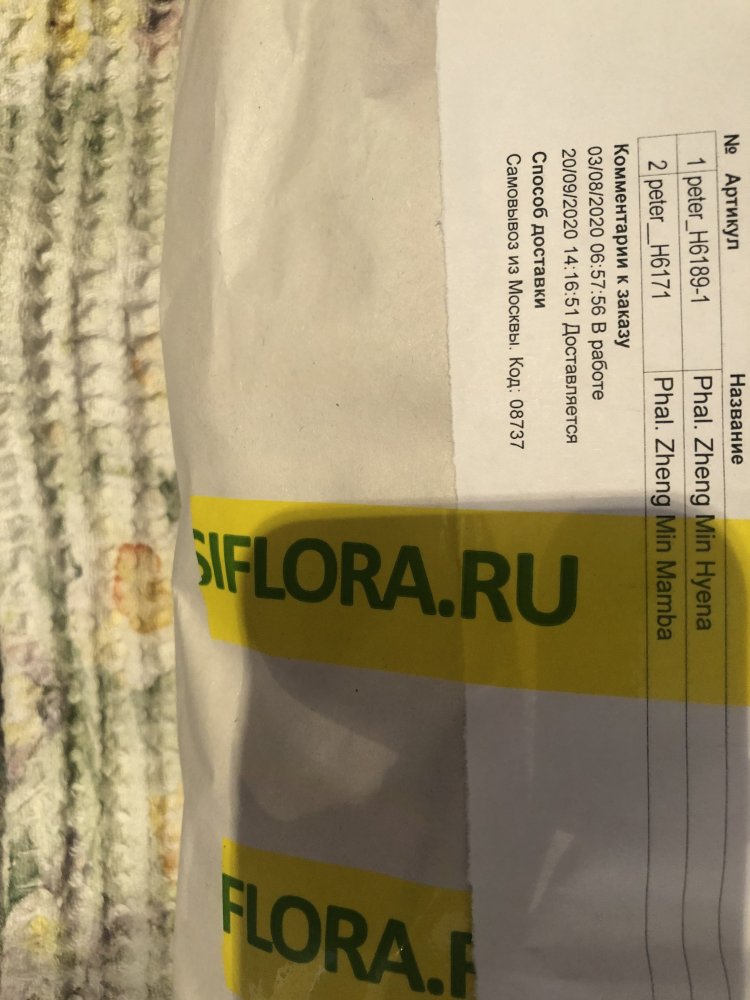 № Артикул Название
1 peter_H6189-1 Phal. Zheng Min Hyena
2 peter__H6171 Phal. Zheng Min Mamba
Комментарии к заказу
03/08/2020 06:57:56 В работе
20/09/2020 14:16:51 Доставляется
Способ доставки
Самовывоз из Москвы. Код: 08737
SIFLORA.RU
FLORA.R